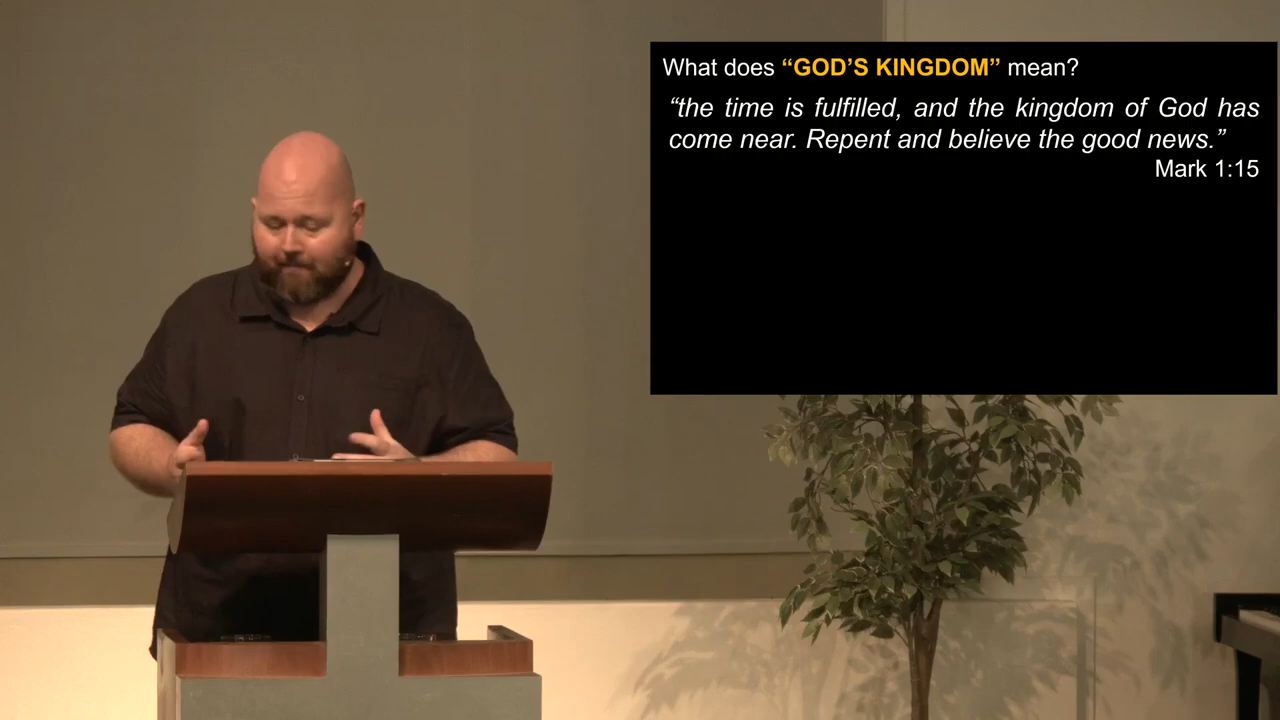 What does “GOD’S KINGDOM” mean?
“the time is fulfilled, and the kingdom of God has
come near. Repent and believe the good news.”
Mark 1:15